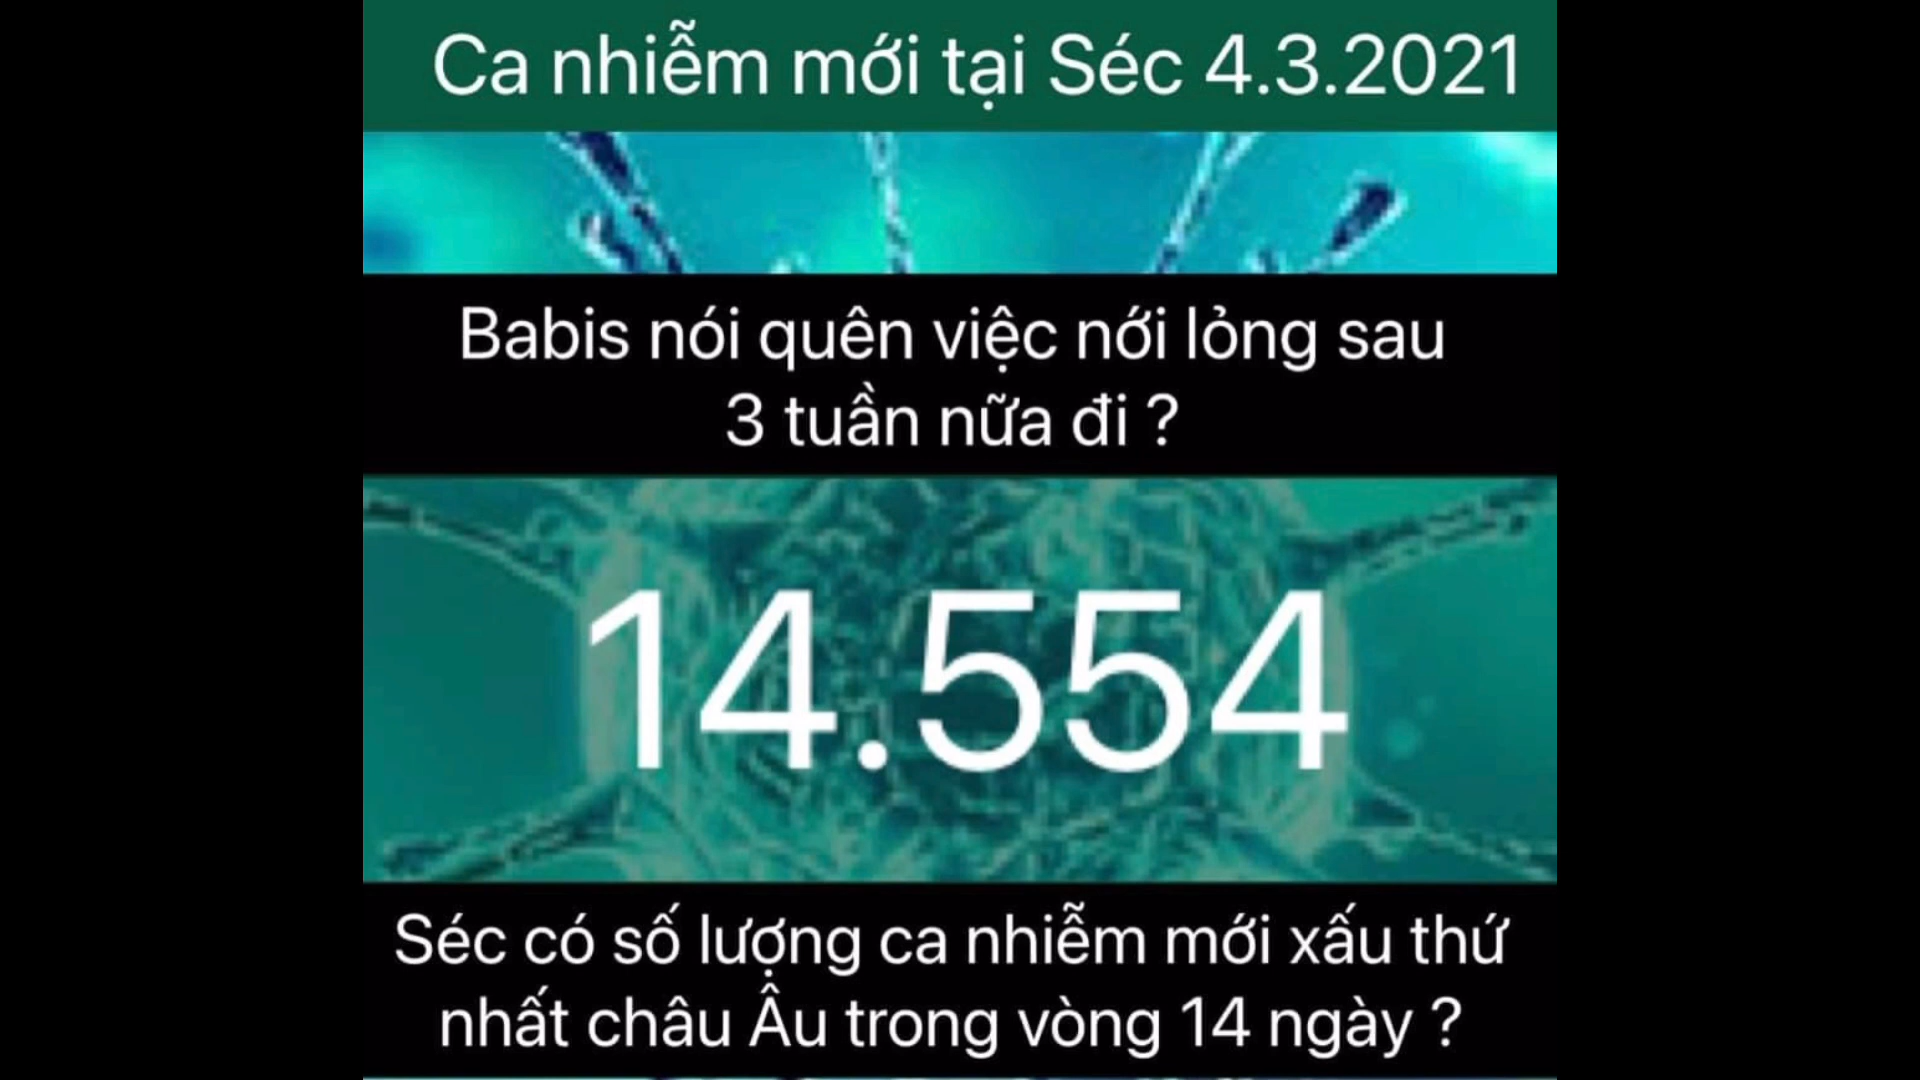 Ca nhiễm mới tại Séc 4.3.2021
Babis nói quên việc nới lỏng sau
3 tuần nữa đi ?
14.554
Séc có số lượng ca nhiễm mới xấu thứ
nhất châu Âu trong vòng 14 ngày ?